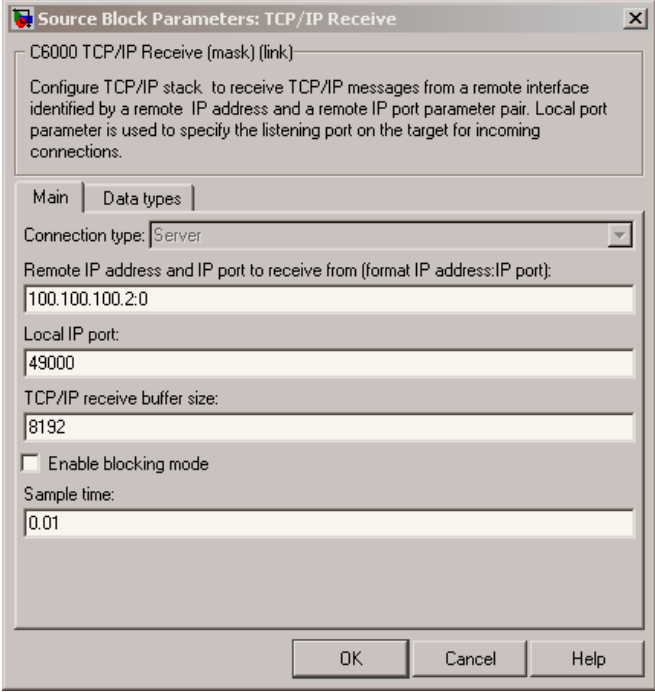 Source Block Parameters: TCP/IP Receive
C6000 TCP/IP Receive (mask) (link)
Configure TCP/IP stack to receive TCP/IP messages from a remote interface
identified by a remote IP address and a remote IP port parameter pair. Local port
parameter is used to specify the listening port on the target for incoming
connections.
Main Data types
Connection type: Server
Remote IP address and IP port to receive from (format IP address:IP port):
100.100.100.2:0
Local IP port:
49000
TCP/IP receive buffer size:
8192
Enable blocking mode
Sample time:
0.01
OK Cancel Help